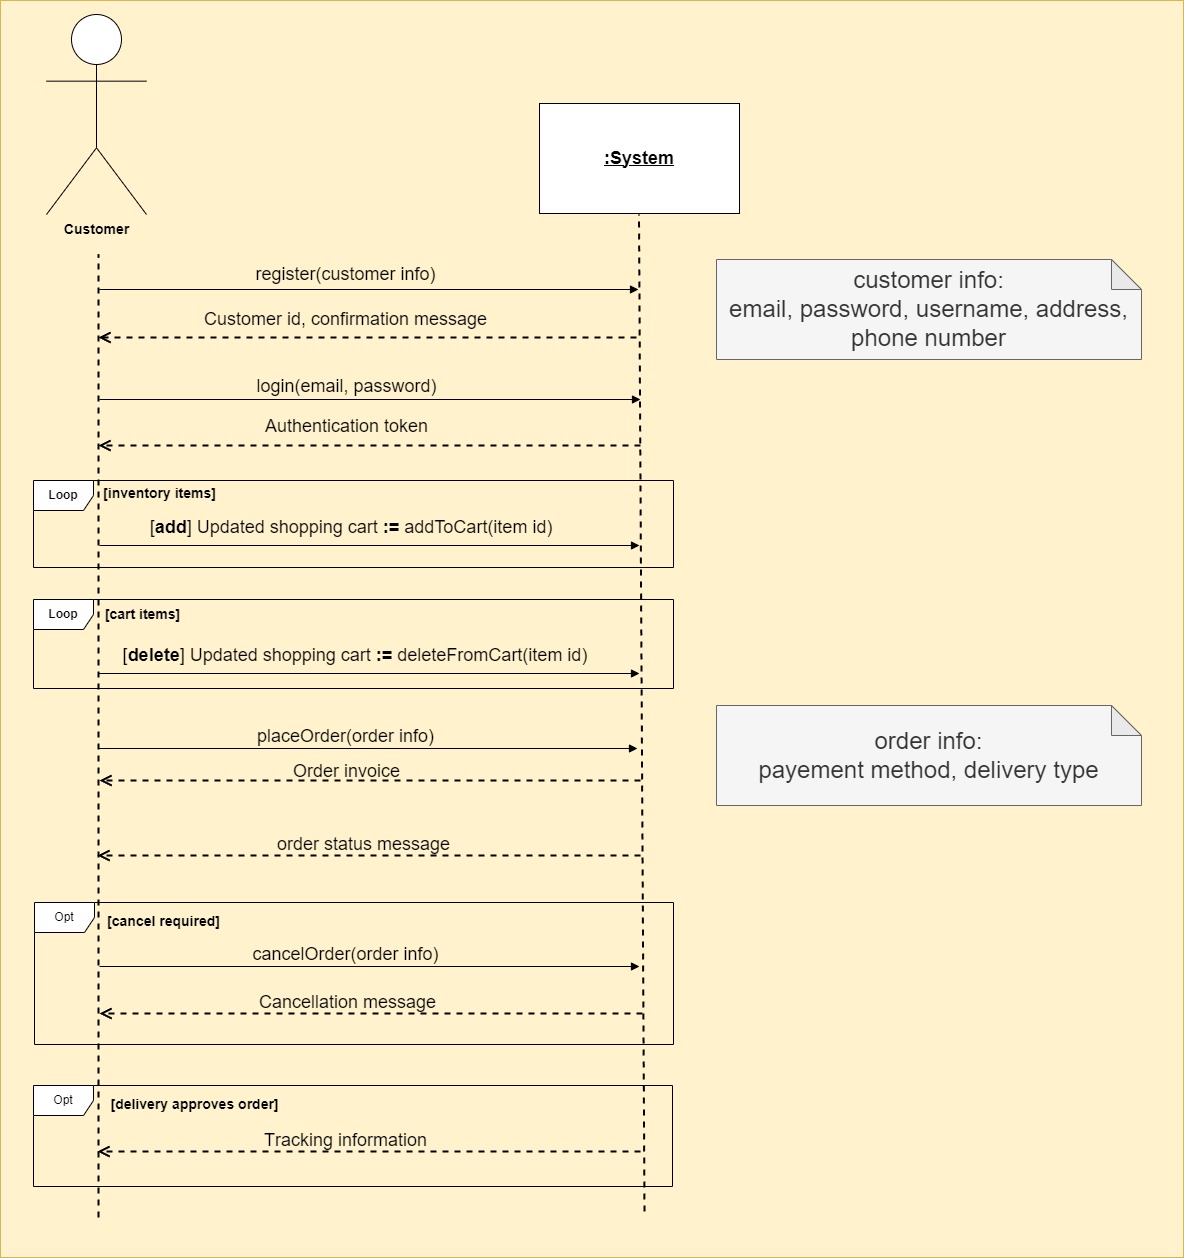 :System
Customer
register(customer info)
customer info:
email, password, username, address,
phone number
Customer id, confirmation message
login(email, password)
Authentication token
Loop
[inventory items]
[add] Updated shopping cart := addToCart(item id)
Loop
[cart items]
[delete] Updated shopping cart := deleteFromCart(item id)
placeOrder(order info)
order info:
payement method, delivery type
Order invoice
order status message
Opt
[cancel required]
cancelOrder(order info)
Cancellation message
Opt
[delivery approves order]
Tracking information